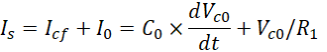 I_s = I_cf + I_0 = C_0 × dV_c0/dt + V_c0/R_1